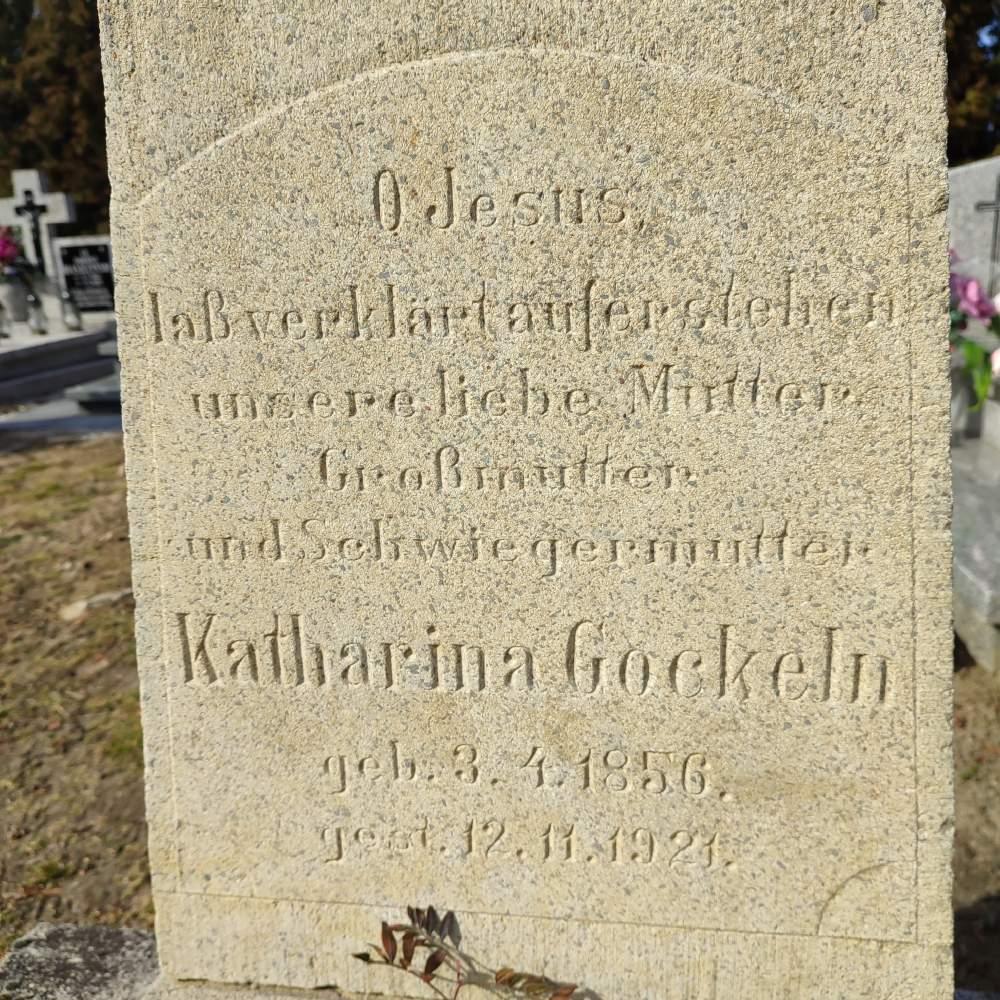 O Jesus,
laß verklärt auferstehen
unsere liebe Mutter
Großmutter
und Schwiegermutter
Katharina Gockeln
geb. 3. 4. 1856.
gest. 12. 11. 1921.